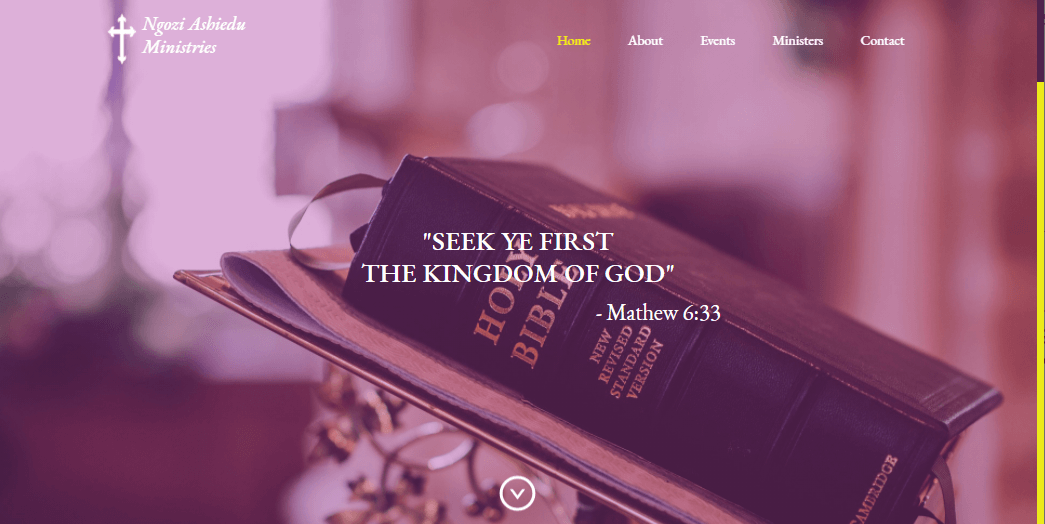 Ngozi Ashiedu
Ministries
Home About Events Ministers Contact
"SEEK YE FIRST
THE KINGDOM OF GOD"
- Mathew 6:33
HOLY
BIBLE
NEW
REVISED
STANDARD
VERSION
CAMBRIDGE